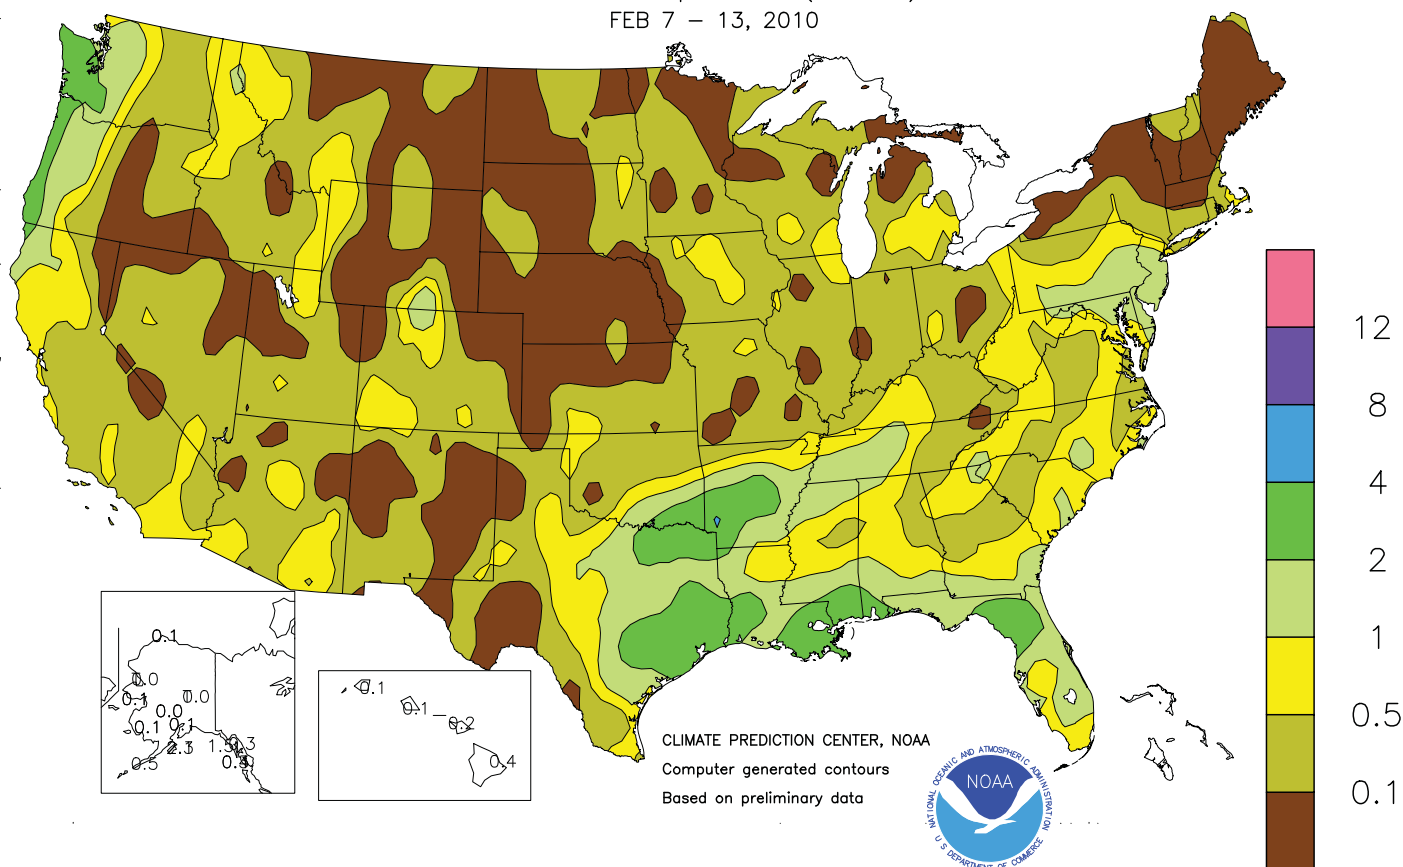 FEB 7 – 13, 2010
12
8
4
2
1
0.5
0.1
0.1
0.0
0.1
0.0
0.0
0.1
0.1
0.5
0.1
0.1
0.2
0.4
CLIMATE PREDICTION CENTER, NOAA
Computer generated contours
Based on preliminary data
NATIONAL OCEANIC AND ATMOSPHERIC ADMINISTRATION
NOAA
U S DEPARTMENT OF COMMERCE